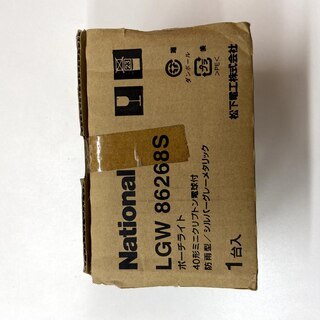 National
LGW 86268S
ポーチライト
40形ミニクリプトン電球付
防雨型/シルバーグレーメタリック
1台入
ダンボール
>PE<
松下電工株式会社